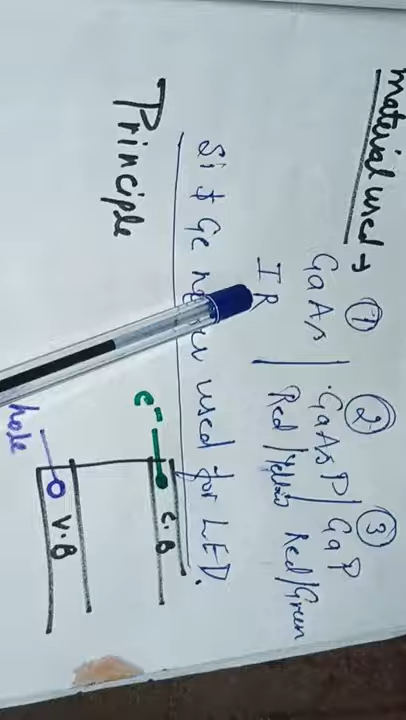 Material used →
① ② ③
GaAs | GaAsP | GaP
IR Red/Yellow Red/Green
Si & Ge never used for LED.
Principle
e⁻ C.B
hole V.B